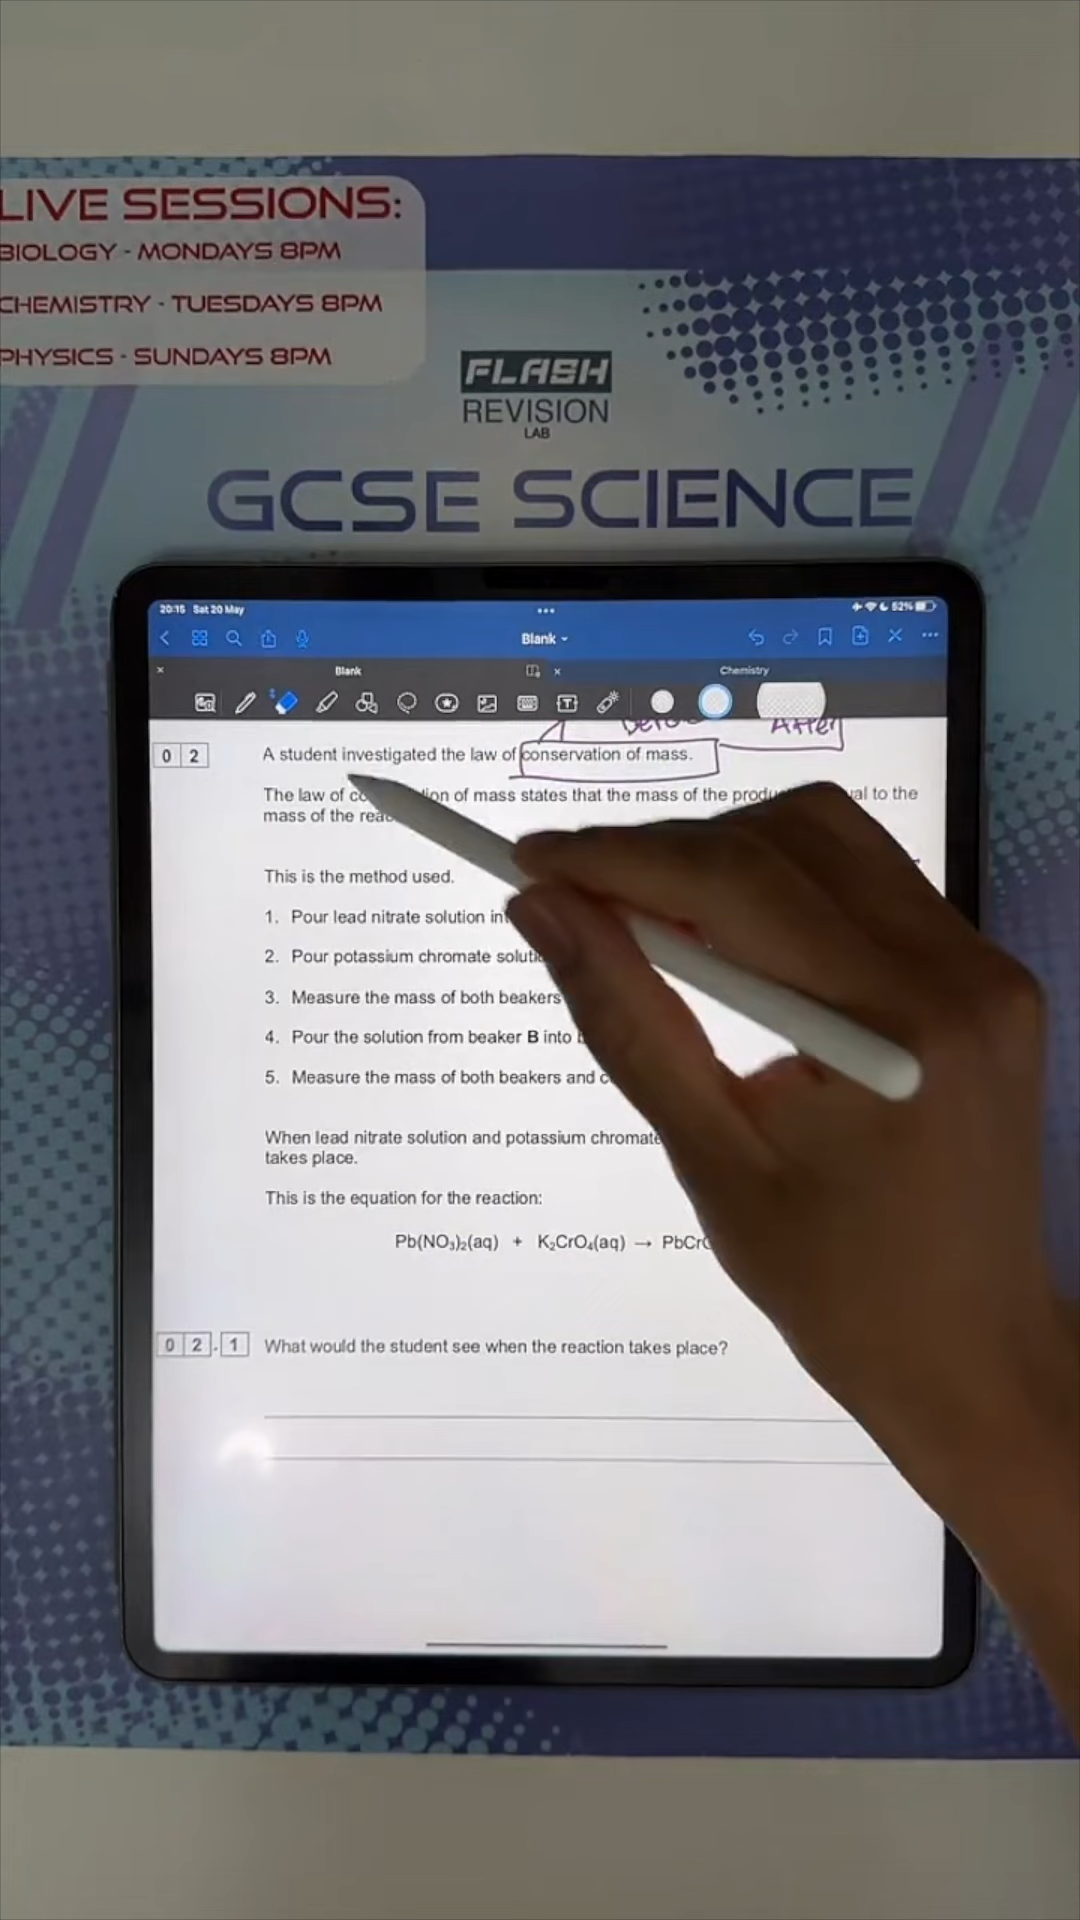 LIVE SESSIONS:
BIOLOGY - MONDAYS 8PM
CHEMISTRY - TUESDAYS 8PM
PHYSICS - SUNDAYS 8PM
FLASH
REVISION
LAB
GCSE SCIENCE
20:15 Sat 20 May
52%
Blank
Blank
Chemistry
After
0 2
A student investigated the law of conservation of mass.
The law of co tion of mass states that the mass of the produ al to the
mass of the rea
This is the method used.
1. Pour lead nitrate solution int
2. Pour potassium chromate soluti
3. Measure the mass of both beakers
4. Pour the solution from beaker B into
5. Measure the mass of both beakers and c
When lead nitrate solution and potassium chromate
takes place.
This is the equation for the reaction:
Pb(NO₃)₂(aq) + K₂CrO₄(aq) → PbCrO
0 2 . 1 What would the student see when the reaction takes place?